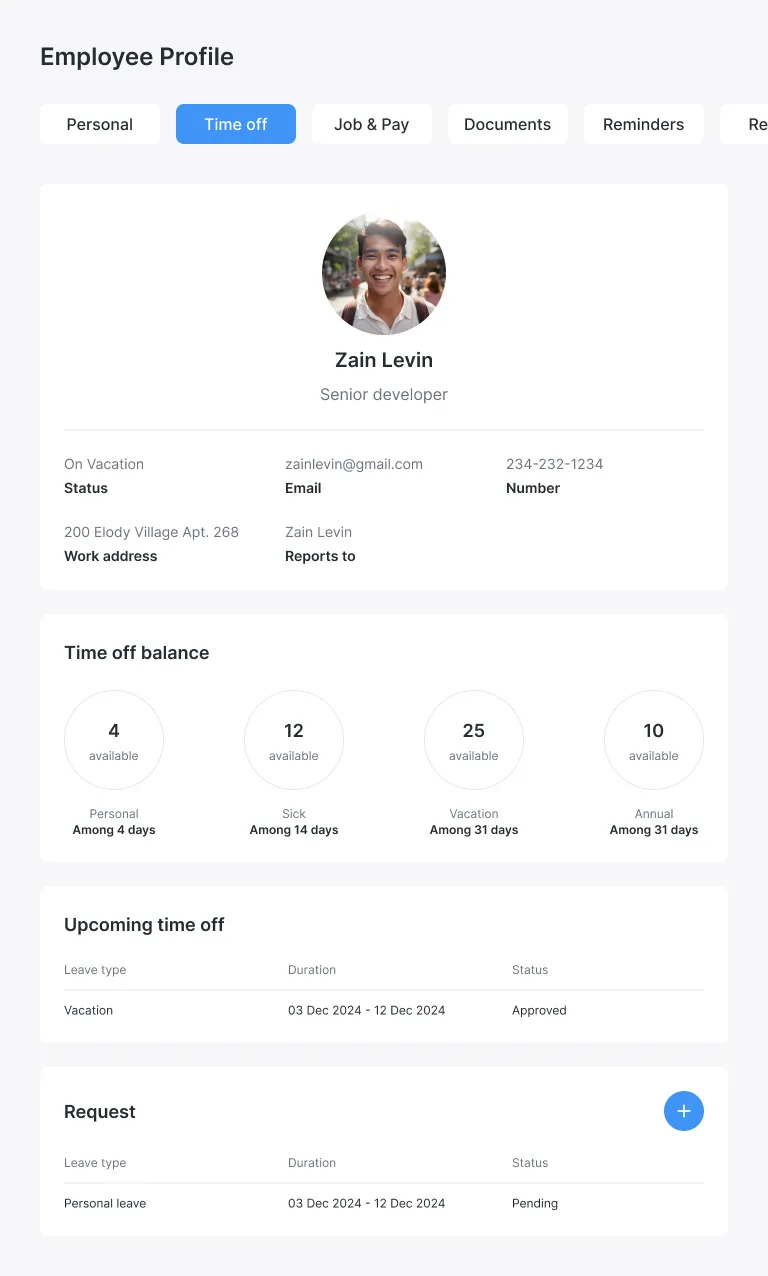 Employee Profile
Personal Time off Job & Pay Documents Reminders Re
Zain Levin
Senior developer
On Vacation zainlevin@gmail.com 234-232-1234
Status Email Number
200 Elody Village Apt. 268 Zain Levin
Work address Reports to
Time off balance
4 12 25 10
available available available available
Personal Sick Vacation Annual
Among 4 days Among 14 days Among 31 days Among 31 days
Upcoming time off
Leave type Duration Status
Vacation 03 Dec 2024 - 12 Dec 2024 Approved
Request +
Leave type Duration Status
Personal leave 03 Dec 2024 - 12 Dec 2024 Pending